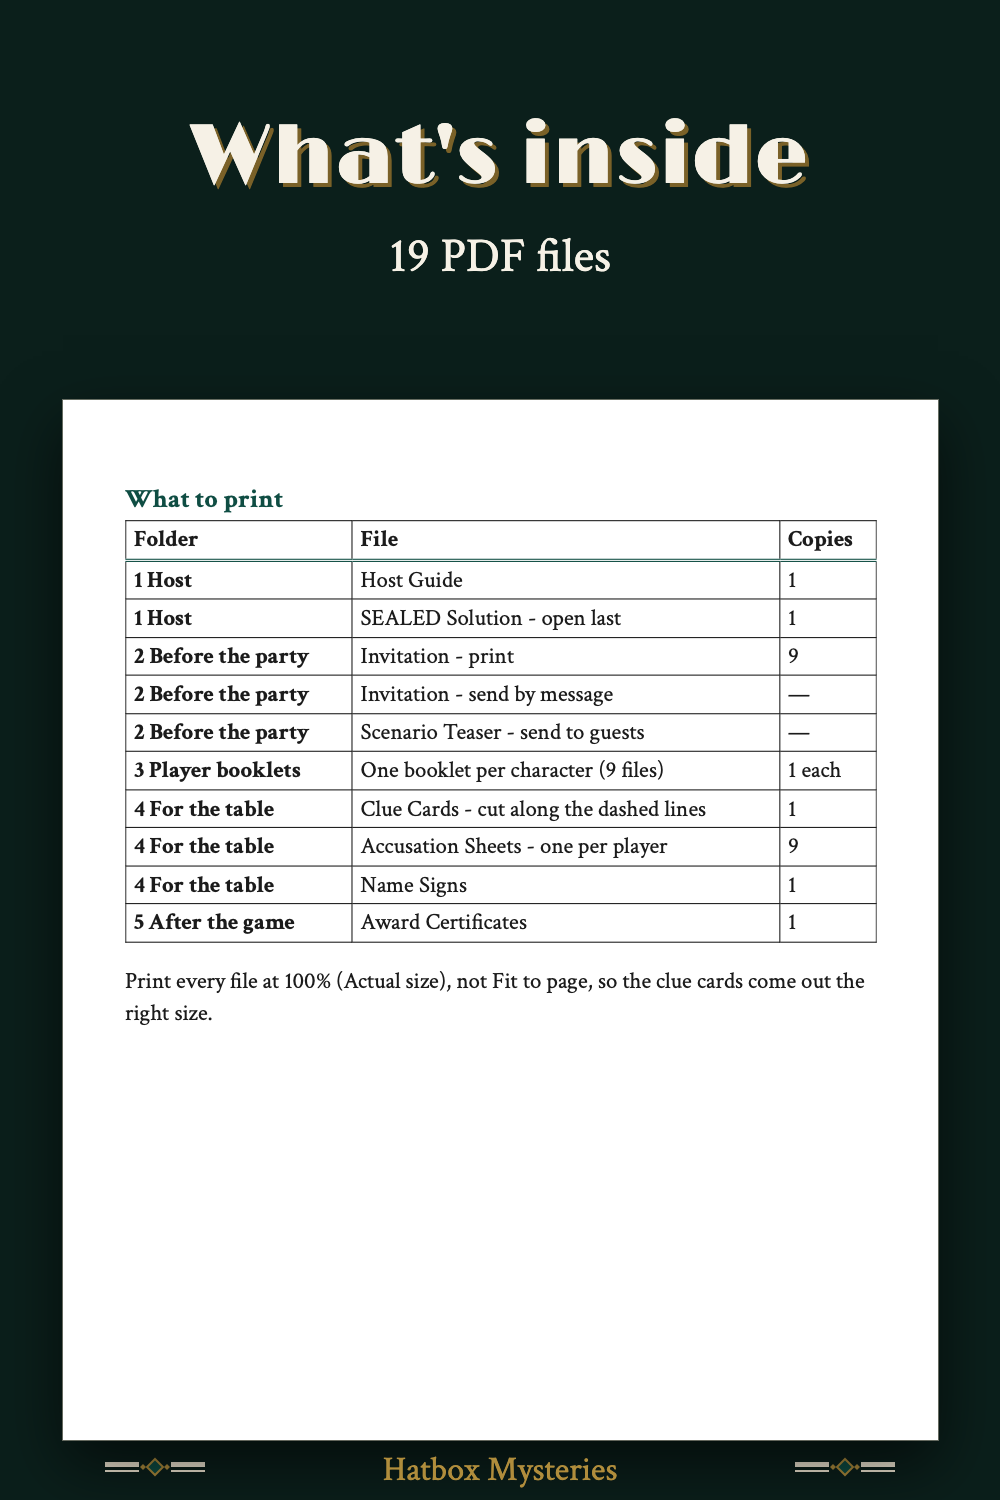 What's inside
19 PDF files
What to print
Folder File Copies
1 Host Host Guide 1
1 Host SEALED Solution - open last 1
2 Before the party Invitation - print 9
2 Before the party Invitation - send by message —
2 Before the party Scenario Teaser - send to guests —
3 Player booklets One booklet per character (9 files) 1 each
4 For the table Clue Cards - cut along the dashed lines 1
4 For the table Accusation Sheets - one per player 9
4 For the table Name Signs 1
5 After the game Award Certificates 1
Print every file at 100% (Actual size), not Fit to page, so the clue cards come out the
right size.
Hatbox Mysteries